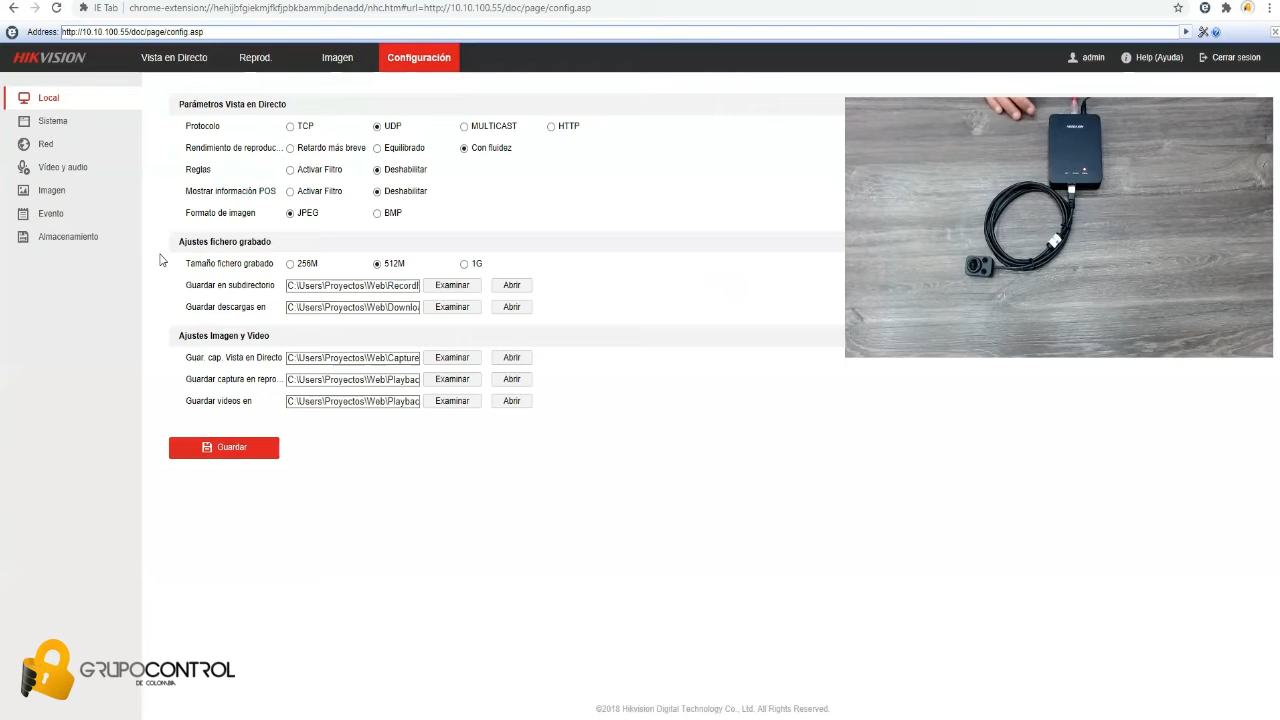 IE Tab chrome-extension://hehijbfgiekmjfkfjpbkbammjbdenadd/nhc.htm#url=http://10.10.100.55/doc/page/config.asp
Address: http://10.10.100.55/doc/page/config.asp
HIKVISION Vista en Directo Reprod. Imagen Configuración admin Help (Ayuda) Cerrar sesion
Local
Sistema
Red
Vídeo y audio
Imagen
Evento
Almacenamiento
Parámetros Vista en Directo
Protocolo TCP UDP MULTICAST HTTP
Rendimiento de reproduc... Retardo más breve Equilibrado Con fluidez
Reglas Activar Filtro Deshabilitar
Mostrar información POS Activar Filtro Deshabilitar
Formato de imagen JPEG BMP
Ajustes fichero grabado
Tamaño fichero grabado 256M 512M 1G
Guardar en subdirectorio C:\Users\Proyectos\Web\Recordf Examinar Abrir
Guardar descargas en C:\Users\Proyectos\Web\Downlo Examinar Abrir
Ajustes Imagen y Vídeo
Guar. cap. Vista en Directo C:\Users\Proyectos\Web\Capture Examinar Abrir
Guardar captura en repro... C:\Users\Proyectos\Web\Playbac Examinar Abrir
Guardar vídeos en C:\Users\Proyectos\Web\Playbac Examinar Abrir
Guardar
GRUPOCONTROL
DE COLOMBIA
©2018 Hikvision Digital Technology Co., Ltd. All Rights Reserved.